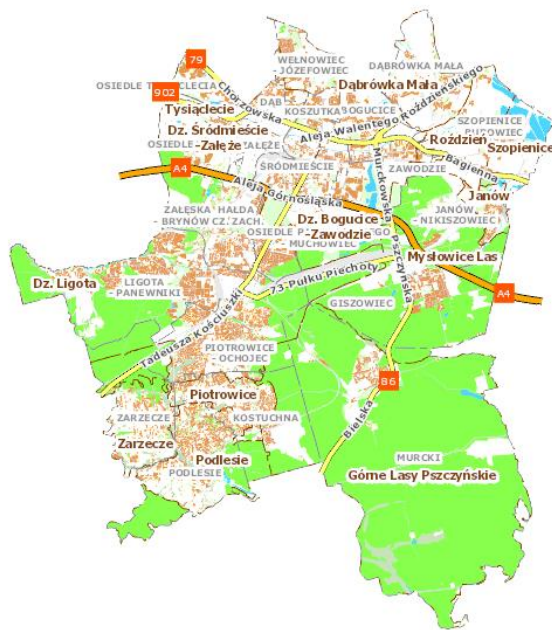 WEŁNOWIEC
- JÓZEFOWIEC
79
DĄBRÓWKA MAŁA
OSIEDLE T
902
Dąbrówka Mała
Chorzowska
DĄB
KOSZUTKA
BOGUCICE
Tysiąclecie
Aleja Walentego Roździeńskiego
SZOPIENICE
Dz. Śródmieście
-Załęże
OSIEDLE
Roździeń
Szopienice
Bagienna
ŚRÓDMIEŚCIE
ZAWODZIE
A4
Aleja Górnośląska
Murckowska
Janów
ZAŁĘSKA HAŁDA
- BRYNÓW CZ. ZACH.
JANÓW -
NIKISZOWIEC
Dz. Bogucice
-Zawodzie
OSIEDLE P
MUCHOWIEC
Mysłowice Las
Pszczyńska
Dz. Ligota
LIGOTA
- PANEWNIKI
73 Pułku Piechoty
A4
GISZOWIEC
Tadeusza Kościuszki
PIOTROWICE
- OCHOJEC
86
Piotrowice
Bielska
ZARZECZE
KOSTUCHNA
Zarzecze
Podlesie
PODLESIE
MURCKI
Górne Lasy Pszczyńskie